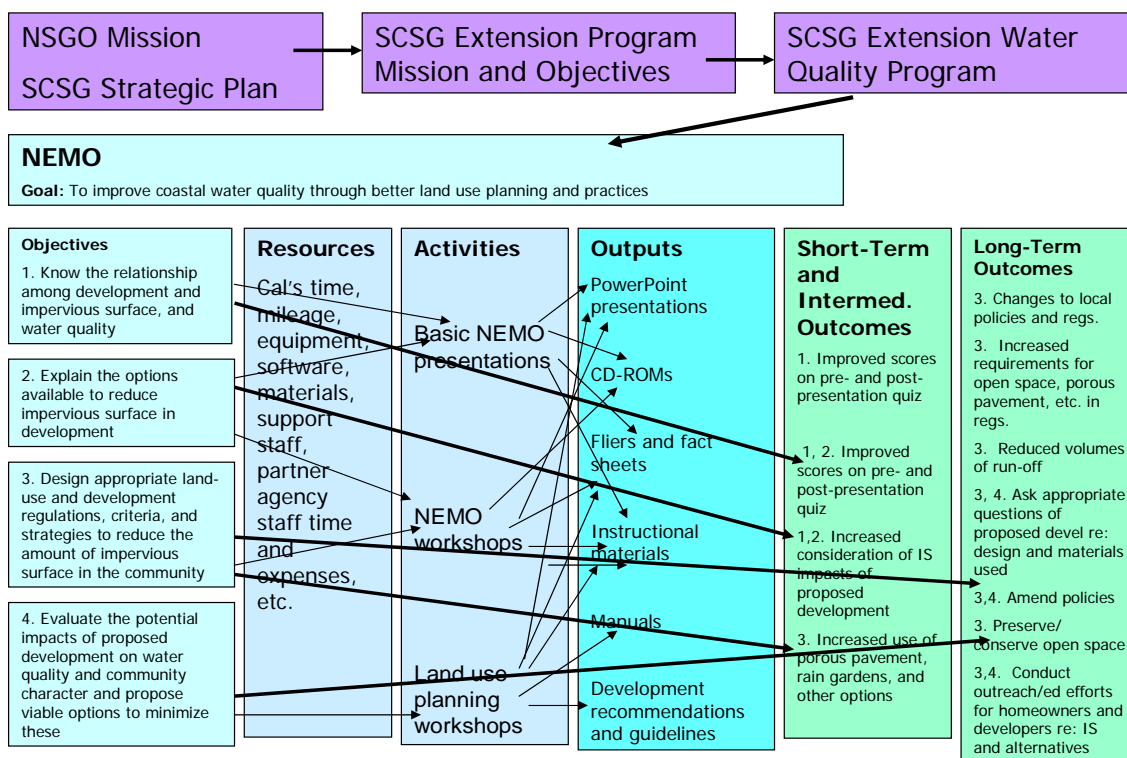 NSGO Mission
SCSG Strategic Plan
SCSG Extension Program
Mission and Objectives
SCSG Extension Water
Quality Program
NEMO
Goal: To improve coastal water quality through better land use planning and practices
Objectives
1. Know the relationship
among development and
impervious surface, and
water quality
2. Explain the options
available to reduce
impervious surface in
development
3. Design appropriate land-
use and development
regulations, criteria, and
strategies to reduce the
amount of impervious
surface in the community
4. Evaluate the potential
impacts of proposed
development on water
quality and community
character and propose
viable options to minimize
these
Resources
Cal's time,
mileage,
equipment,
software,
materials,
support
staff,
partner
agency
staff time
and
expenses,
etc.
Activities
Basic NEMO
presentations
NEMO
workshops
Land use
planning
workshops
Outputs
PowerPoint
presentations
CD-ROMs
Fliers and fact
sheets
Instructional
materials
Manuals
Development
recommendations
and guidelines
Short-Term
and
Intermed.
Outcomes
1. Improved scores
on pre- and post-
presentation quiz
1, 2. Improved
scores on pre- and
post-presentation
quiz
1,2. Increased
consideration of IS
impacts of
proposed
development
3. Increased use of
porous pavement,
rain gardens, and
other options
Long-Term
Outcomes
3. Changes to local
policies and regs.
3. Increased
requirements for
open space, porous
pavement, etc. in
regs.
3. Reduced volumes
of run-off
3, 4. Ask appropriate
questions of
proposed devel re:
design and materials
used
3,4. Amend policies
3. Preserve/
conserve open space
3,4. Conduct
outreach/ed efforts
for homeowners and
developers re: IS
and alternatives